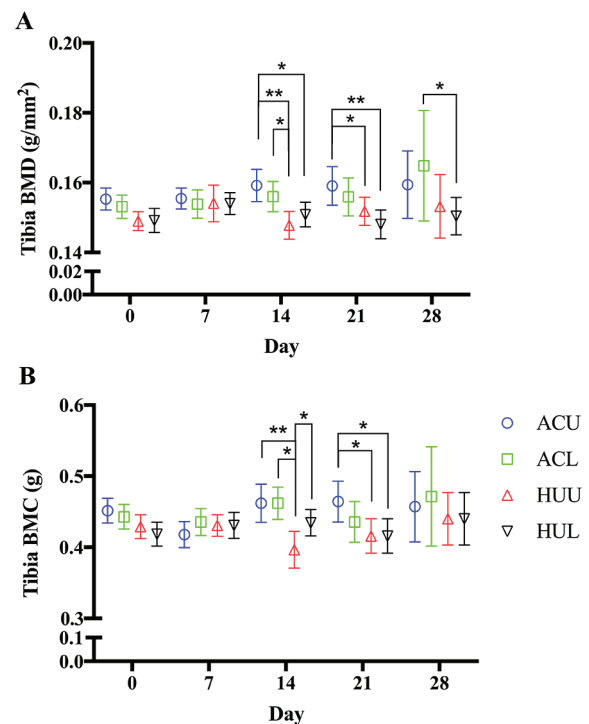 A
Tibia BMD (g/mm²)
0.20
0.18
0.16
0.14
0.02
0.00
*
**
*
**
*
*
0 7 14 21 28
Day
B
Tibia BMC (g)
0.6
0.5
0.4
0.3
0.1
0.0
*
**
*
*
*
0 7 14 21 28
Day
ACU
ACL
HUU
HUL